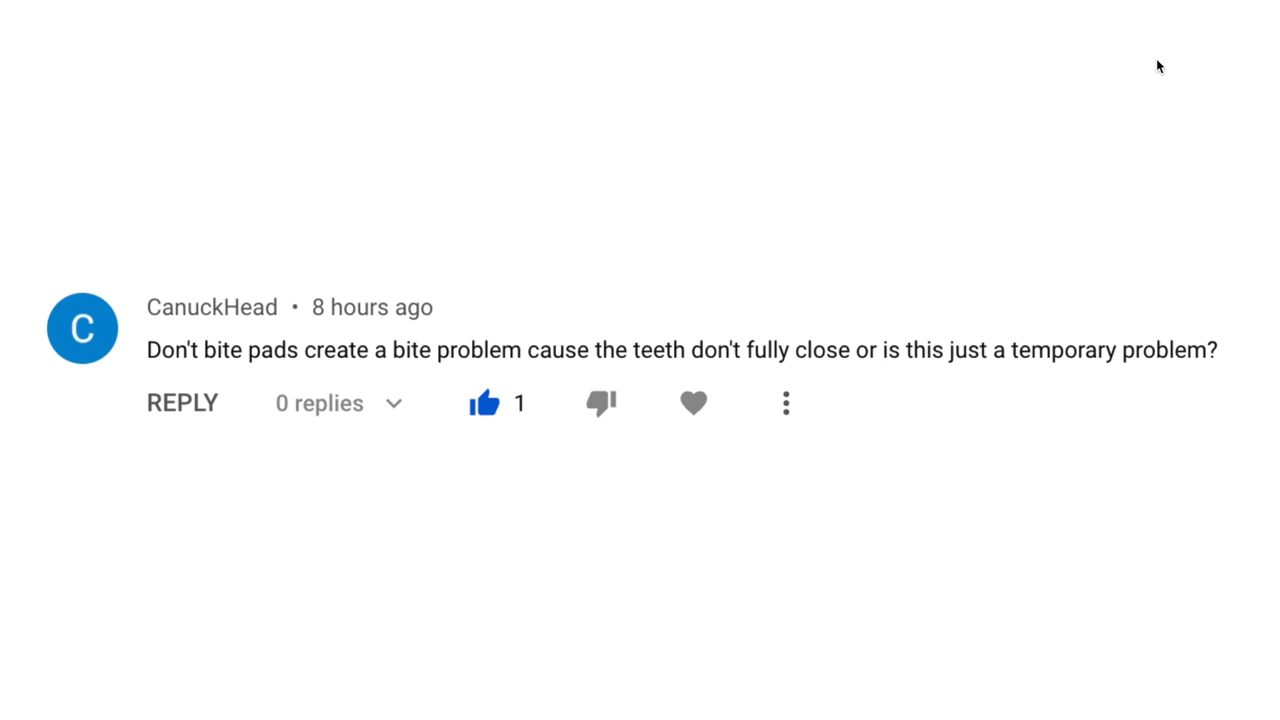 C
CanuckHead • 8 hours ago
Don't bite pads create a bite problem cause the teeth don't fully close or is this just a temporary problem?
REPLY 0 replies 1